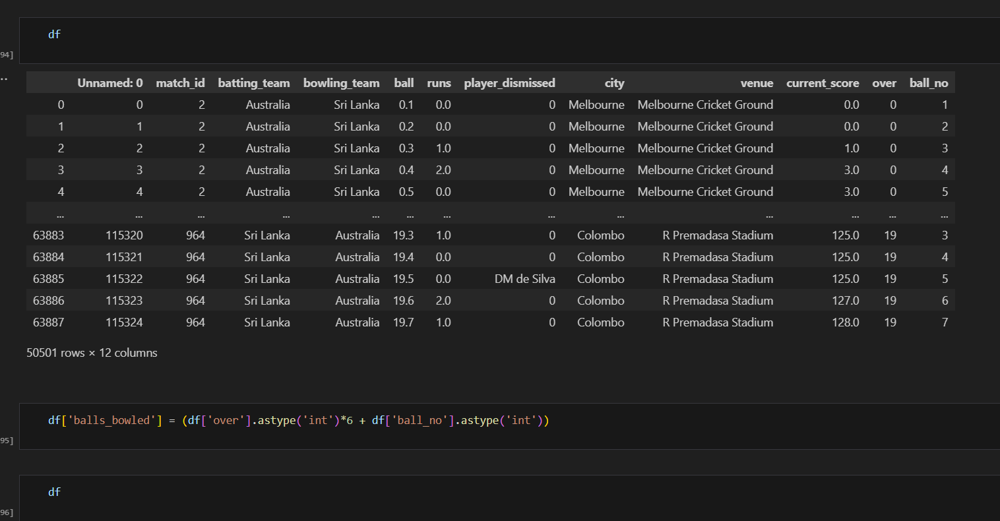 df
94]
..
Unnamed: 0 match_id batting_team bowling_team ball runs player_dismissed city venue current_score over ball_no
0 0 2 Australia Sri Lanka 0.1 0.0 0 Melbourne Melbourne Cricket Ground 0.0 0 1
1 1 2 Australia Sri Lanka 0.2 0.0 0 Melbourne Melbourne Cricket Ground 0.0 0 2
2 2 2 Australia Sri Lanka 0.3 1.0 0 Melbourne Melbourne Cricket Ground 1.0 0 3
3 3 2 Australia Sri Lanka 0.4 2.0 0 Melbourne Melbourne Cricket Ground 3.0 0 4
4 4 2 Australia Sri Lanka 0.5 0.0 0 Melbourne Melbourne Cricket Ground 3.0 0 5
... ... ... ... ... ... ... ... ... ... ... ... ...
63883 115320 964 Sri Lanka Australia 19.3 1.0 0 Colombo R Premadasa Stadium 125.0 19 3
63884 115321 964 Sri Lanka Australia 19.4 0.0 0 Colombo R Premadasa Stadium 125.0 19 4
63885 115322 964 Sri Lanka Australia 19.5 0.0 DM de Silva Colombo R Premadasa Stadium 125.0 19 5
63886 115323 964 Sri Lanka Australia 19.6 2.0 0 Colombo R Premadasa Stadium 127.0 19 6
63887 115324 964 Sri Lanka Australia 19.7 1.0 0 Colombo R Premadasa Stadium 128.0 19 7
50501 rows × 12 columns
df['balls_bowled'] = (df['over'].astype('int')*6 + df['ball_no'].astype('int'))
95]
df
96]